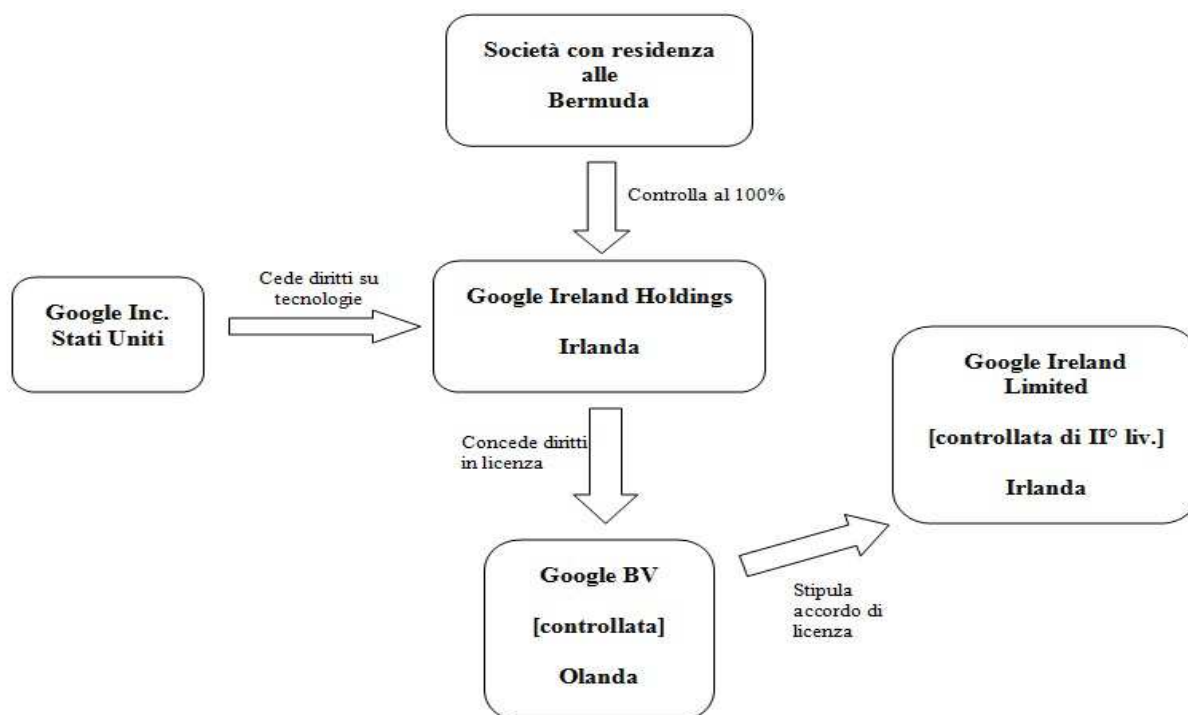 Società con residenza
alle
Bermuda
Controlla al 100%
Cede diritti su
tecnologie
Google Inc.
Stati Uniti
Google Ireland Holdings
Irlanda
Google Ireland
Limited
[controllata di II° liv.]
Irlanda
Concede diritti
in licenza
Google BV
[controllata]
Olanda
Stipula
accordo di
licenza